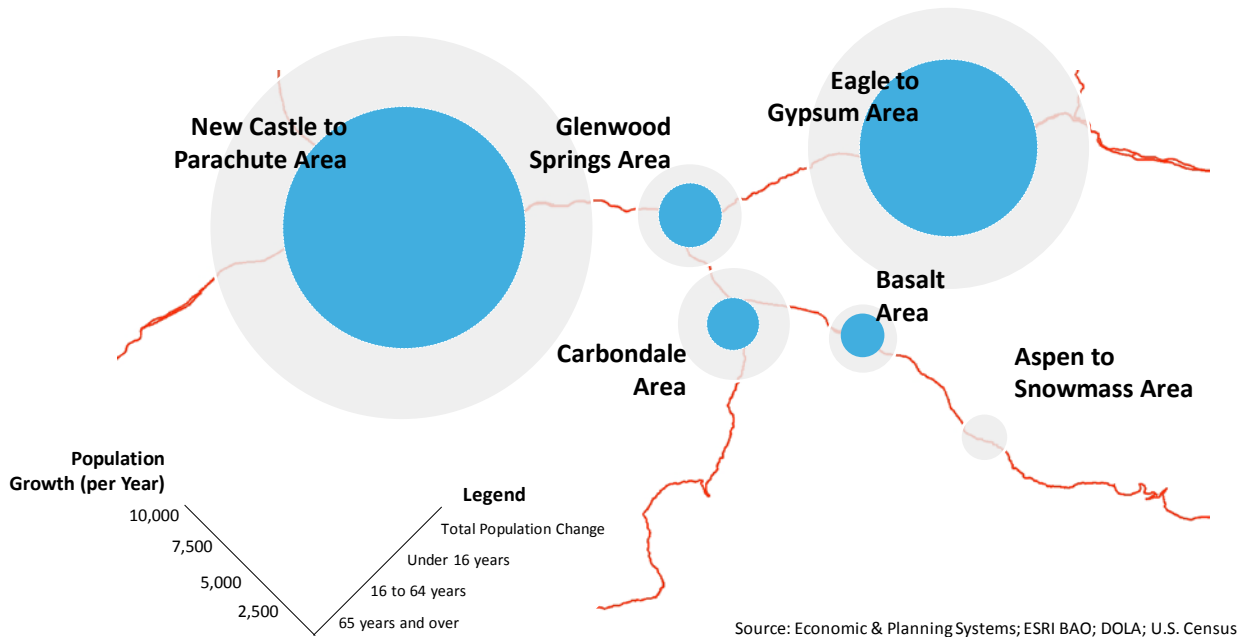 New Castle to
Parachute Area
Glenwood
Springs Area
Eagle to
Gypsum Area
Basalt
Area
Carbondale
Area
Aspen to
Snowmass Area
Population
Growth (per Year)
10,000
7,500
5,000
2,500
Legend
Total Population Change
Under 16 years
16 to 64 years
65 years and over
Source: Economic & Planning Systems; ESRI BAO; DOLA; U.S. Census